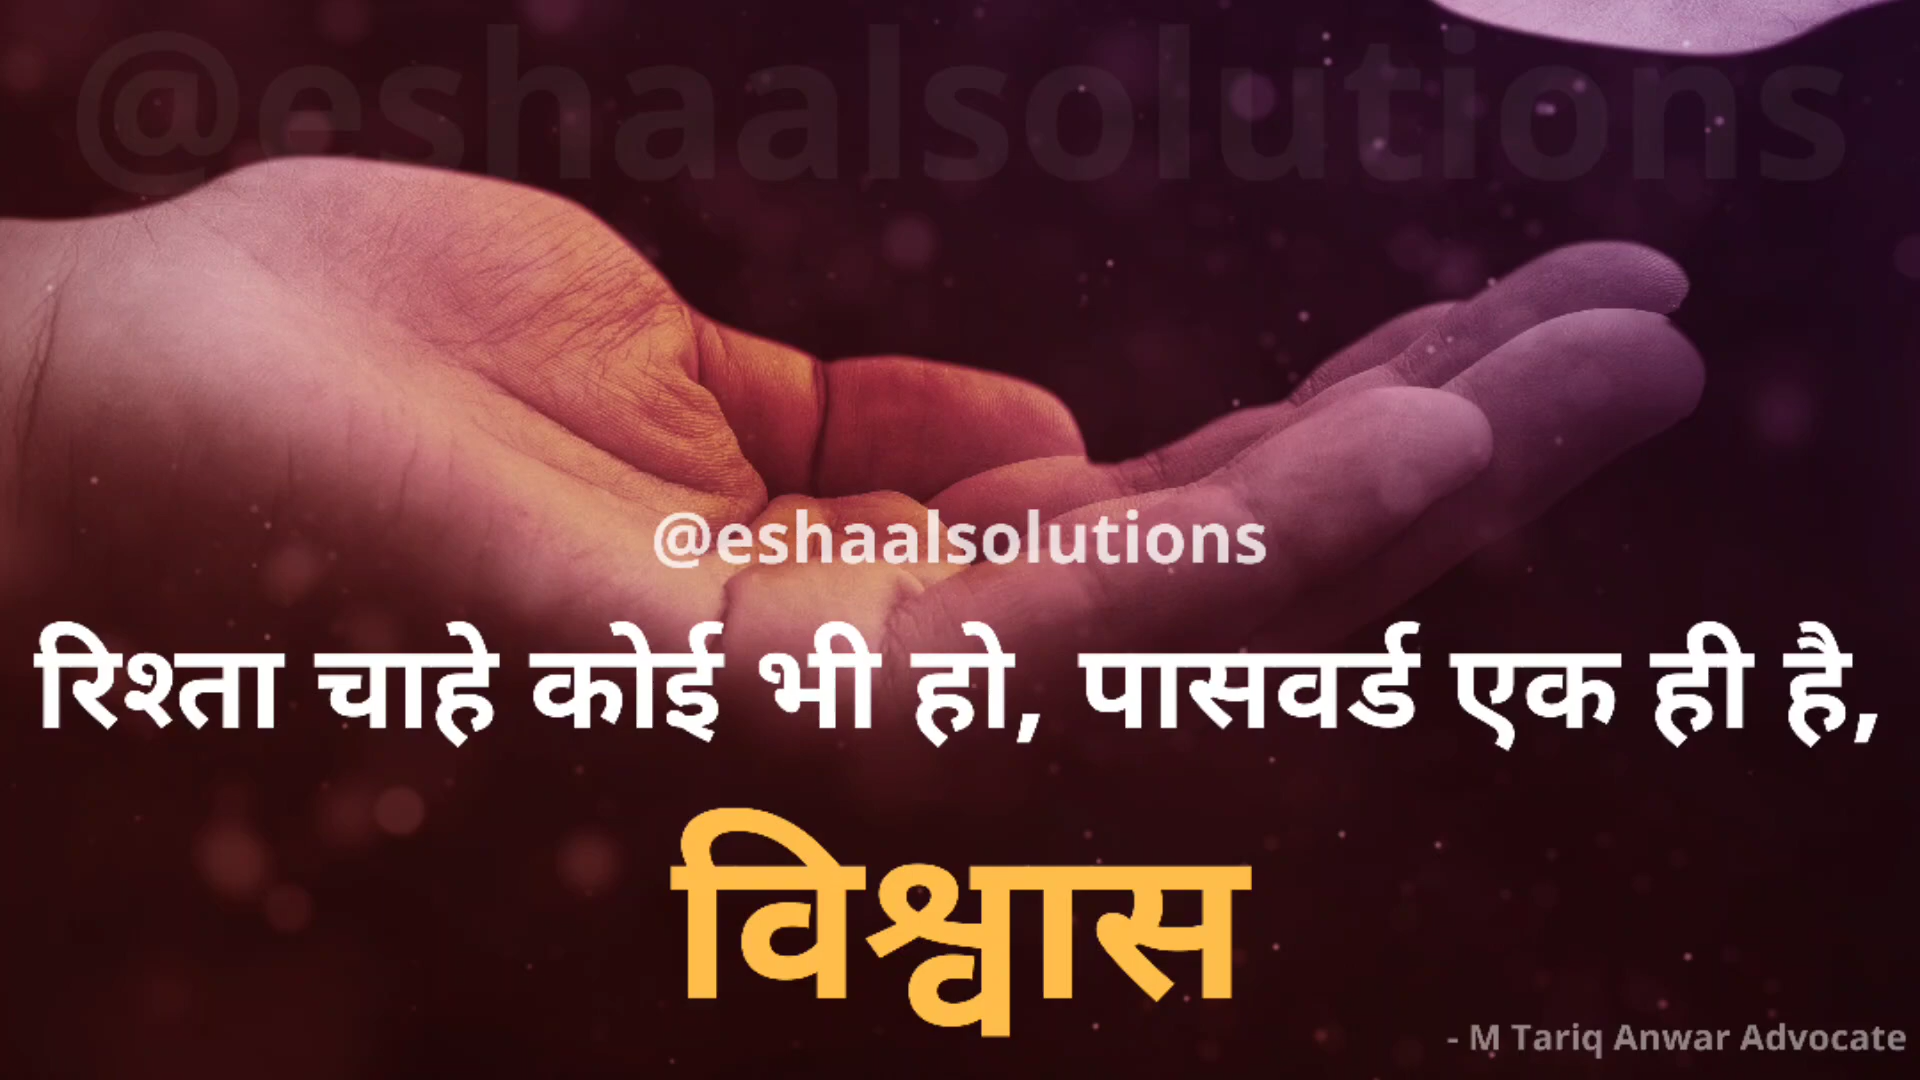 @eshaalsolutions
@eshaalsolutions
रिश्ता चाहे कोई भी हो, पासवर्ड एक ही है,
विश्वास
- M Tariq Anwar Advocate